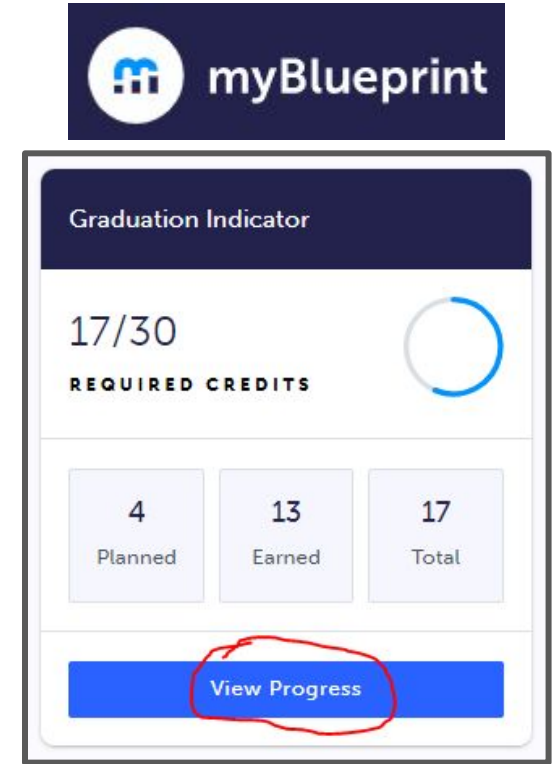 myBlueprint
Graduation Indicator
17/30
REQUIRED CREDITS
4 13 17
Planned Earned Total
View Progress